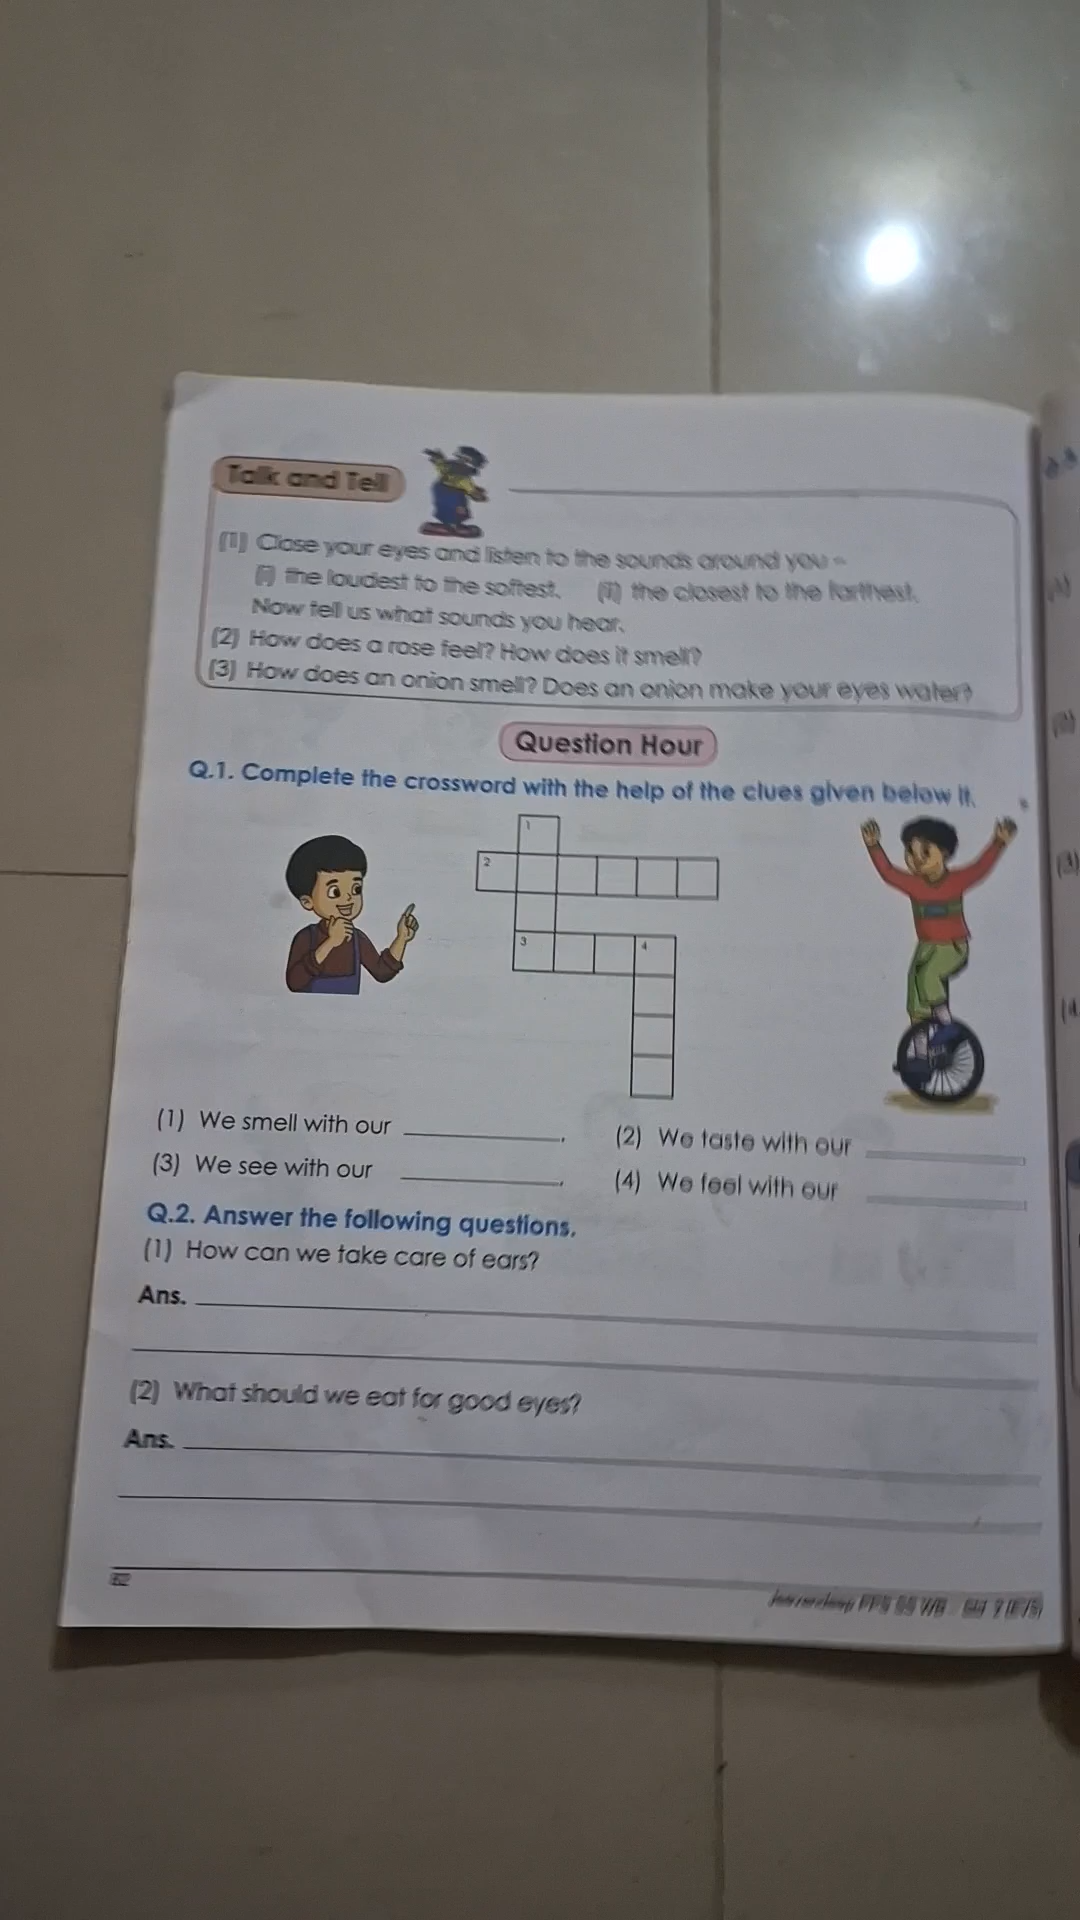 Talk and Tell
(1) Close your eyes and listen to the sounds around you -
(i) the loudest to the softest. (ii) the closest to the farthest.
Now tell us what sounds you hear.
(2) How does a rose feel? How does it smell?
(3) How does an onion smell? Does an onion make your eyes water?
Question Hour
Q.1. Complete the crossword with the help of the clues given below it.
1
2
3 4
(1) We smell with our ____________. (2) We taste with our ____________.
(3) We see with our ____________. (4) We feel with our ____________.
Q.2. Answer the following questions.
(1) How can we take care of ears?
Ans.
(2) What should we eat for good eyes?
Ans.
62